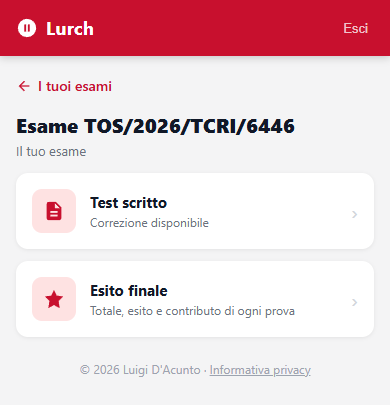 Lurch
Esci
← I tuoi esami
Esame TOS/2026/TCRI/6446
Il tuo esame
Test scritto
Correzione disponibile
Esito finale
Totale, esito e contributo di ogni prova
© 2026 Luigi D'Acunto · Informativa privacy